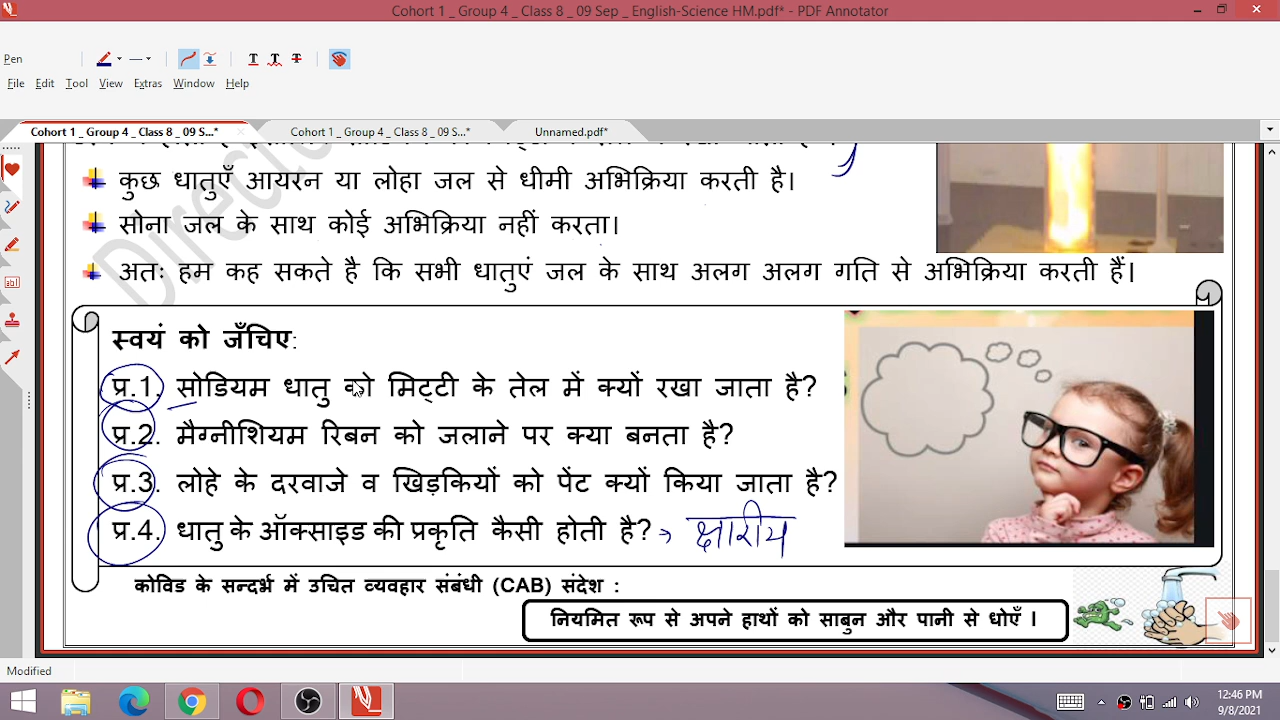 Cohort 1 _ Group 4 _ Class 8 _ 09 Sep _ English-Science HM.pdf* - PDF Annotator
Pen
File Edit Tool View Extras Window Help
Cohort 1 _ Group 4 _ Class 8 _ 09 S...* Cohort 1 _ Group 4 _ Class 8 _ 09 S...* Unnamed.pdf*
कुछ धातुएँ आयरन या लोहा जल से धीमी अभिक्रिया करती है।
सोना जल के साथ कोई अभिक्रिया नहीं करता।
अतः हम कह सकते है कि सभी धातुएं जल के साथ अलग अलग गति से अभिक्रिया करती हैं।
स्वयं को जँचिए:
प्र.1. सोडियम धातु को मिट्टी के तेल में क्यों रखा जाता है?
प्र.2. मैग्नीशियम रिबन को जलाने पर क्या बनता है?
प्र.3. लोहे के दरवाजे व खिड़कियों को पेंट क्यों किया जाता है?
प्र.4. धातु के ऑक्साइड की प्रकृति कैसी होती है? → क्षारीय
कोविड के सन्दर्भ में उचित व्यवहार संबंधी (CAB) संदेश :
नियमित रूप से अपने हाथों को साबुन और पानी से धोएँ ।
Modified
12:46 PM
9/8/2021